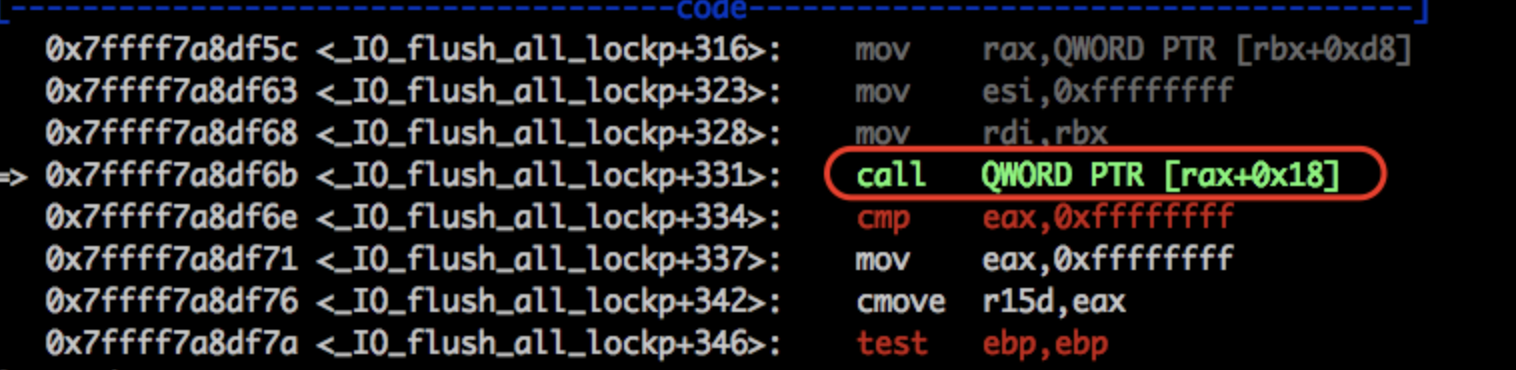 [----------------------------------code-----------------------------------]
0x7ffff7a8df5c <_IO_flush_all_lockp+316>: mov rax,QWORD PTR [rbx+0xd8]
0x7ffff7a8df63 <_IO_flush_all_lockp+323>: mov esi,0xffffffff
0x7ffff7a8df68 <_IO_flush_all_lockp+328>: mov rdi,rbx
=> 0x7ffff7a8df6b <_IO_flush_all_lockp+331>: call QWORD PTR [rax+0x18]
0x7ffff7a8df6e <_IO_flush_all_lockp+334>: cmp eax,0xffffffff
0x7ffff7a8df71 <_IO_flush_all_lockp+337>: mov eax,0xffffffff
0x7ffff7a8df76 <_IO_flush_all_lockp+342>: cmove r15d,eax
0x7ffff7a8df7a <_IO_flush_all_lockp+346>: test ebp,ebp